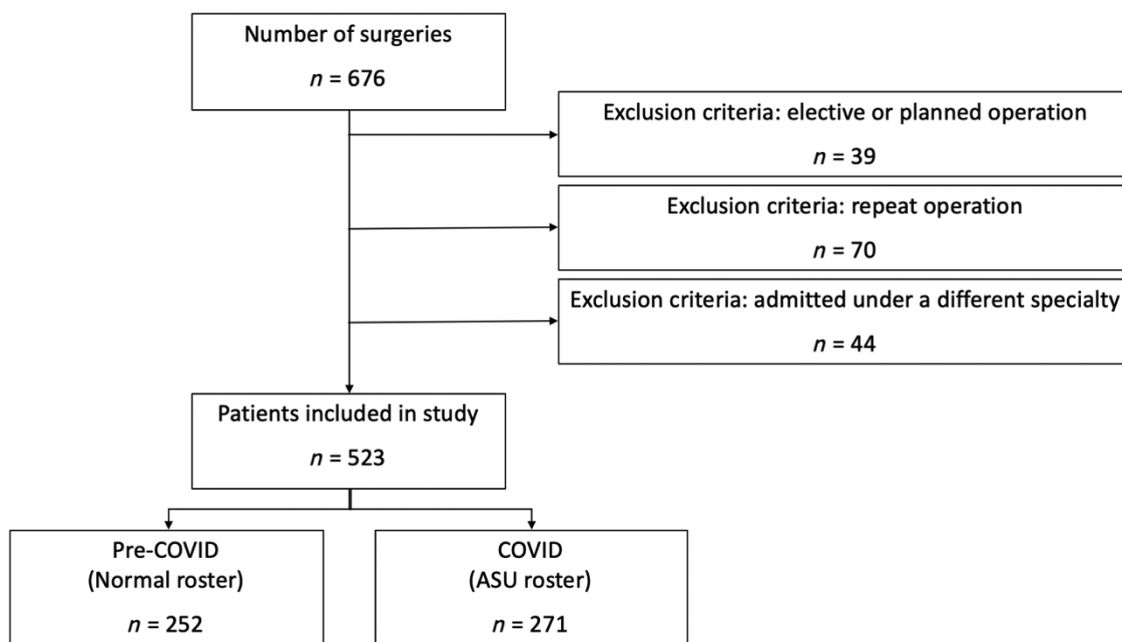 Number of surgeries
n = 676
Exclusion criteria: elective or planned operation
n = 39
Exclusion criteria: repeat operation
n = 70
Exclusion criteria: admitted under a different specialty
n = 44
Patients included in study
n = 523
Pre-COVID
(Normal roster)
n = 252
COVID
(ASU roster)
n = 271